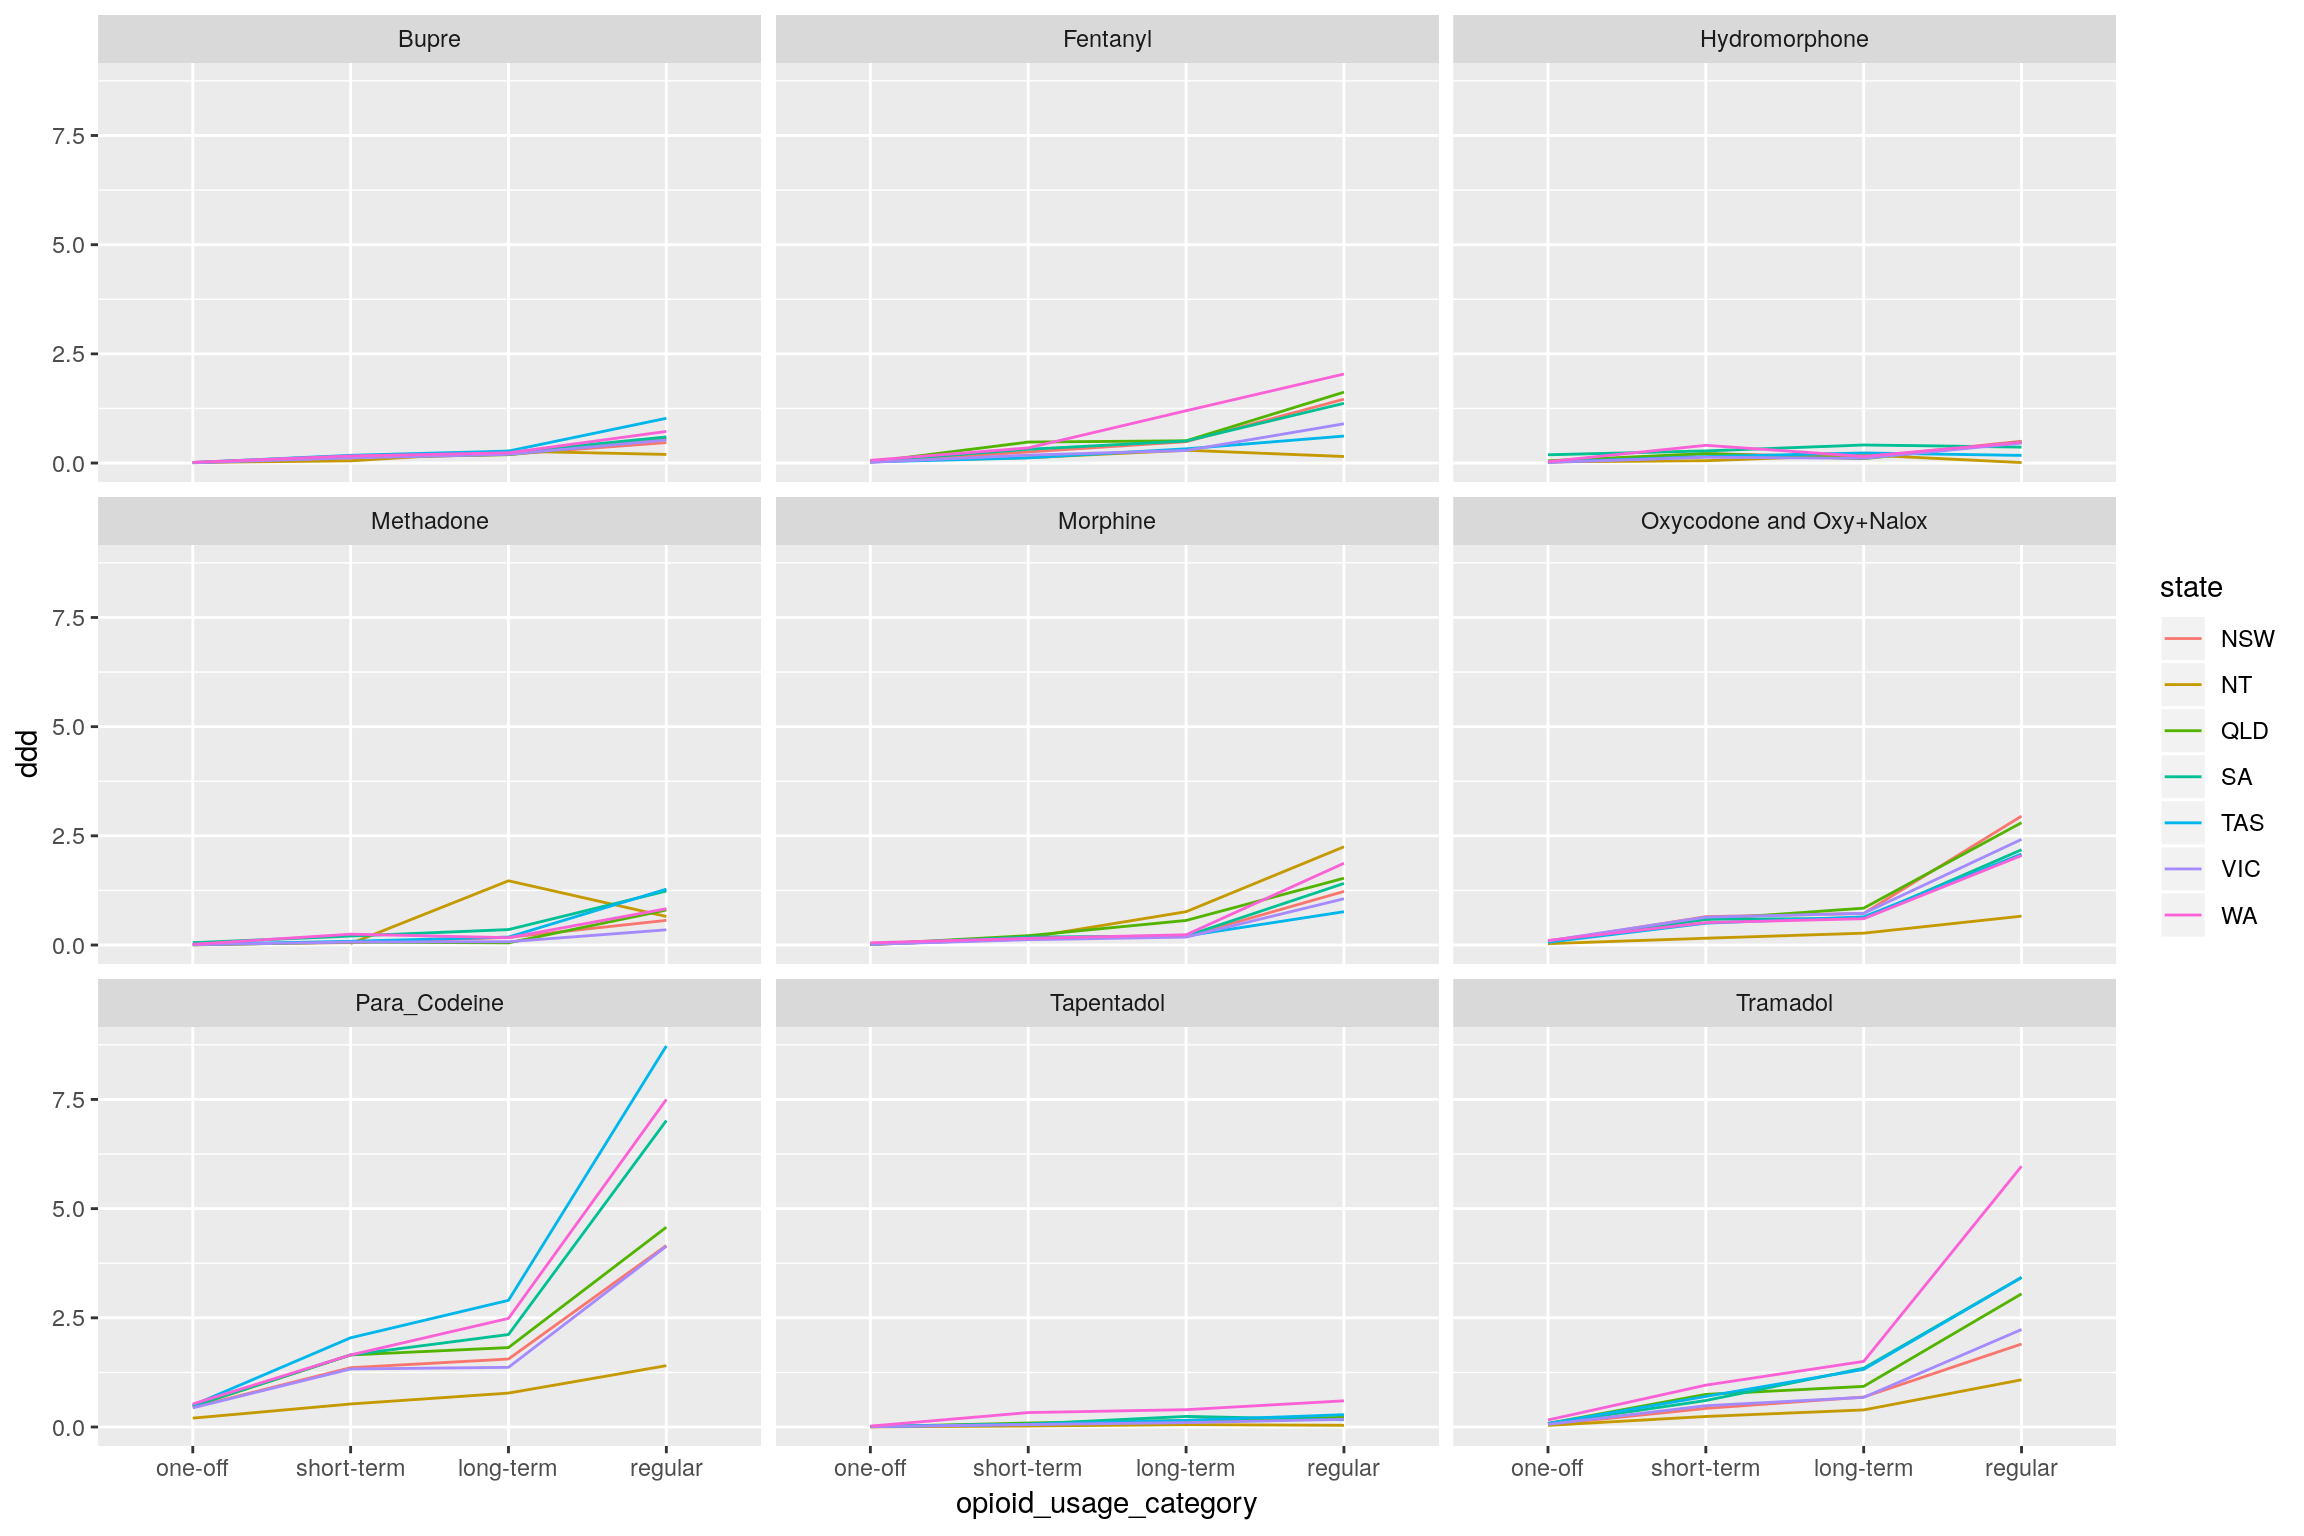 Bupre
Fentanyl
Hydromorphone
7.5
5.0
2.5
0.0
Methadone
Morphine
Oxycodone and Oxy+Nalox
7.5
5.0
2.5
0.0
Para_Codeine
Tapentadol
Tramadol
7.5
5.0
2.5
0.0
one-off short-term long-term regular
one-off short-term long-term regular
one-off short-term long-term regular
opioid_usage_category
ddd
state
NSW
NT
QLD
SA
TAS
VIC
WA